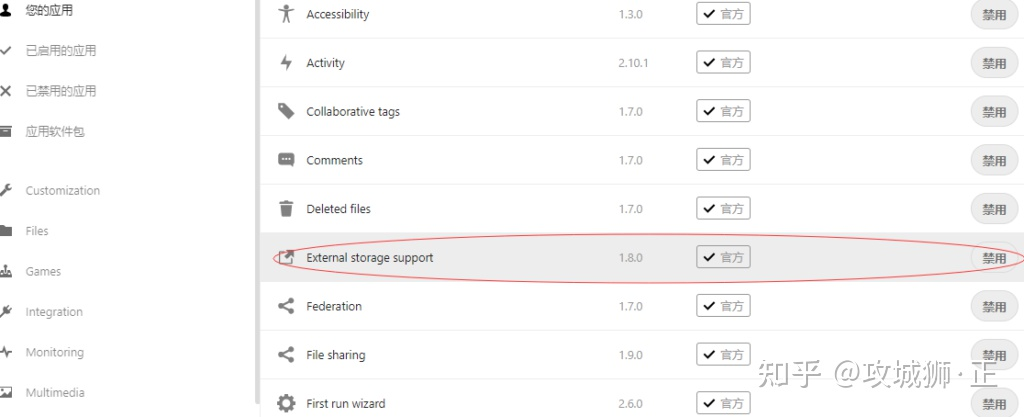 您的应用
已启用的应用
已禁用的应用
应用软件包
Customization
Files
Games
Integration
Monitoring
Multimedia
Accessibility 1.3.0 官方 禁用
Activity 2.10.1 官方 禁用
Collaborative tags 1.7.0 官方 禁用
Comments 1.7.0 官方 禁用
Deleted files 1.7.0 官方 禁用
External storage support 1.8.0 官方 禁用
Federation 1.7.0 官方 禁用
File sharing 1.9.0 官方 禁用
First run wizard 2.6.0 官方 禁用
知乎 @攻城狮·正